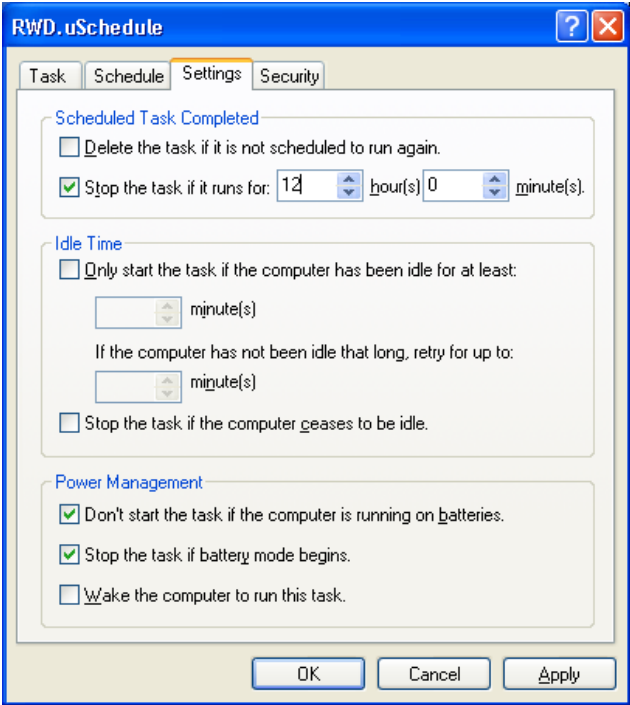 RWD.uSchedule
Task Schedule Settings Security
Scheduled Task Completed
Delete the task if it is not scheduled to run again.
Stop the task if it runs for: 12 hour(s) 0 minute(s).
Idle Time
Only start the task if the computer has been idle for at least:
minute(s)
If the computer has not been idle that long, retry for up to:
minute(s)
Stop the task if the computer ceases to be idle.
Power Management
Don't start the task if the computer is running on batteries.
Stop the task if battery mode begins.
Wake the computer to run this task.
OK Cancel Apply